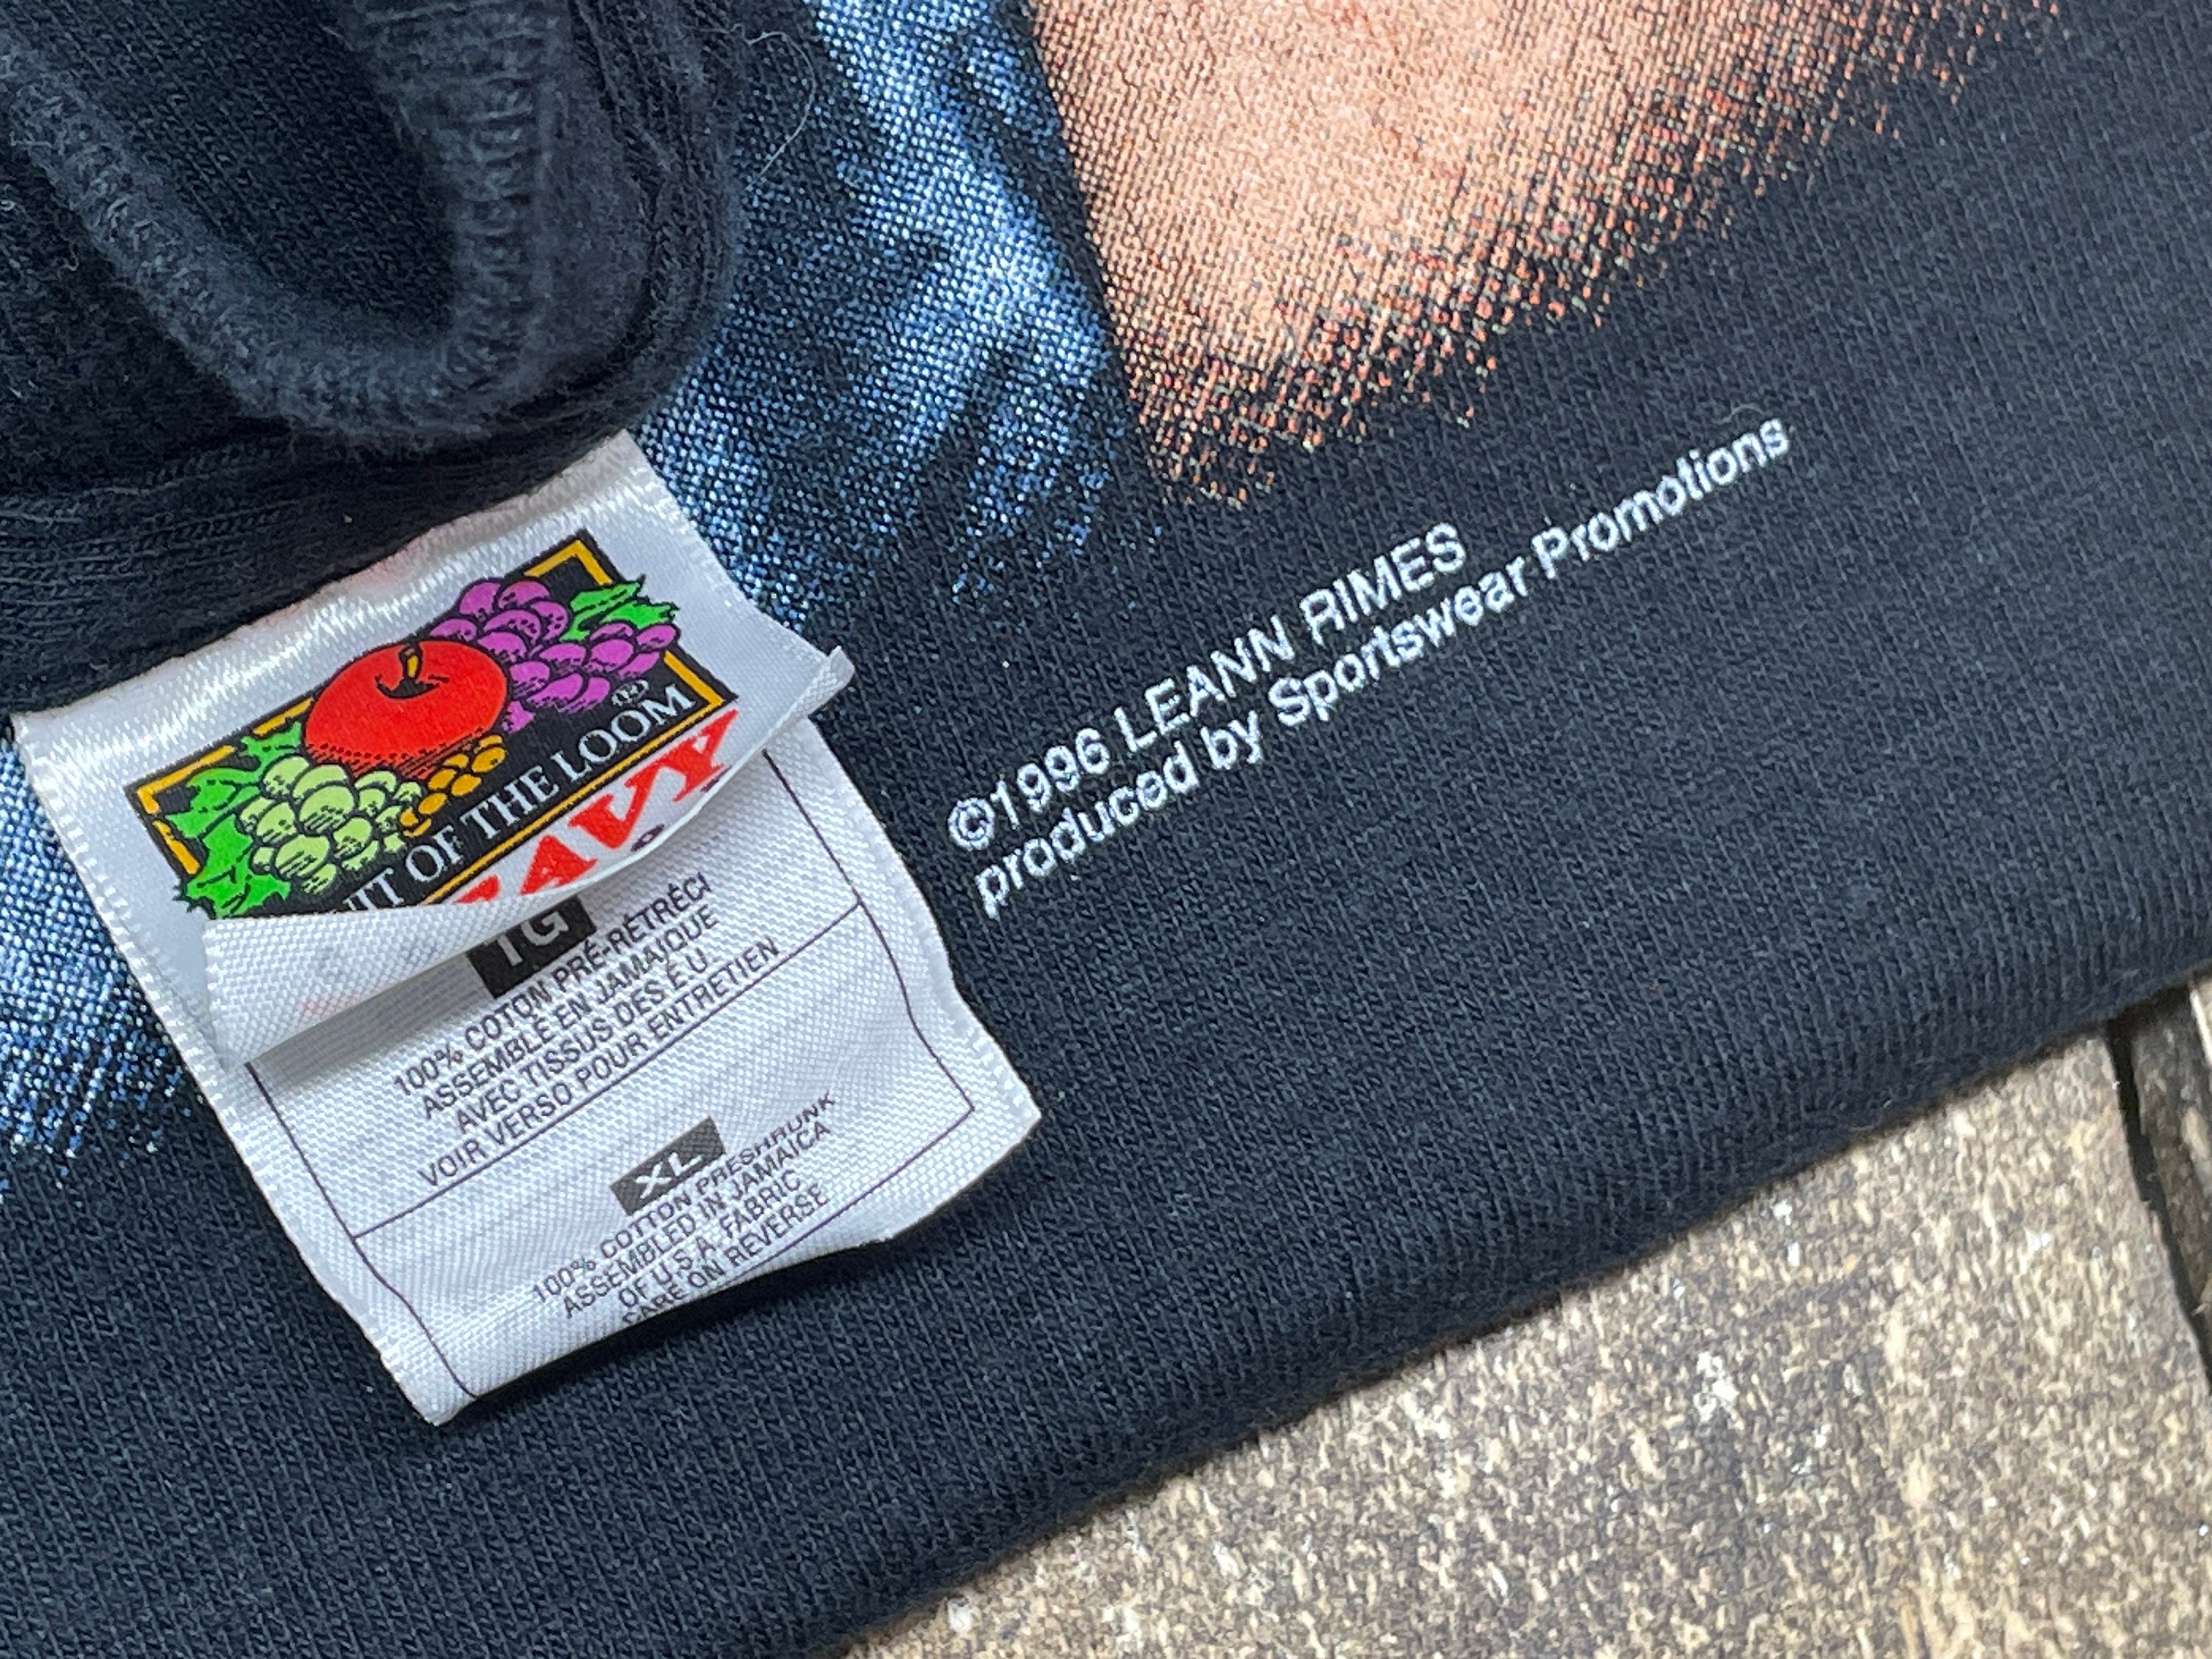 ©1996 LEANN RIMES
produced by Sportswear Promotions
OF THE LOOM®
TG
100% COTON PRÉ-RÉTRÉCI
ASSEMBLÉ EN JAMAÏQUE
AVEC TISSUS DES É.U.
VOIR VERSO POUR ENTRETIEN
XL
100% COTTON PRESHRUNK
ASSEMBLED IN JAMAICA
OF U.S.A. FABRIC
CARE ON REVERSE